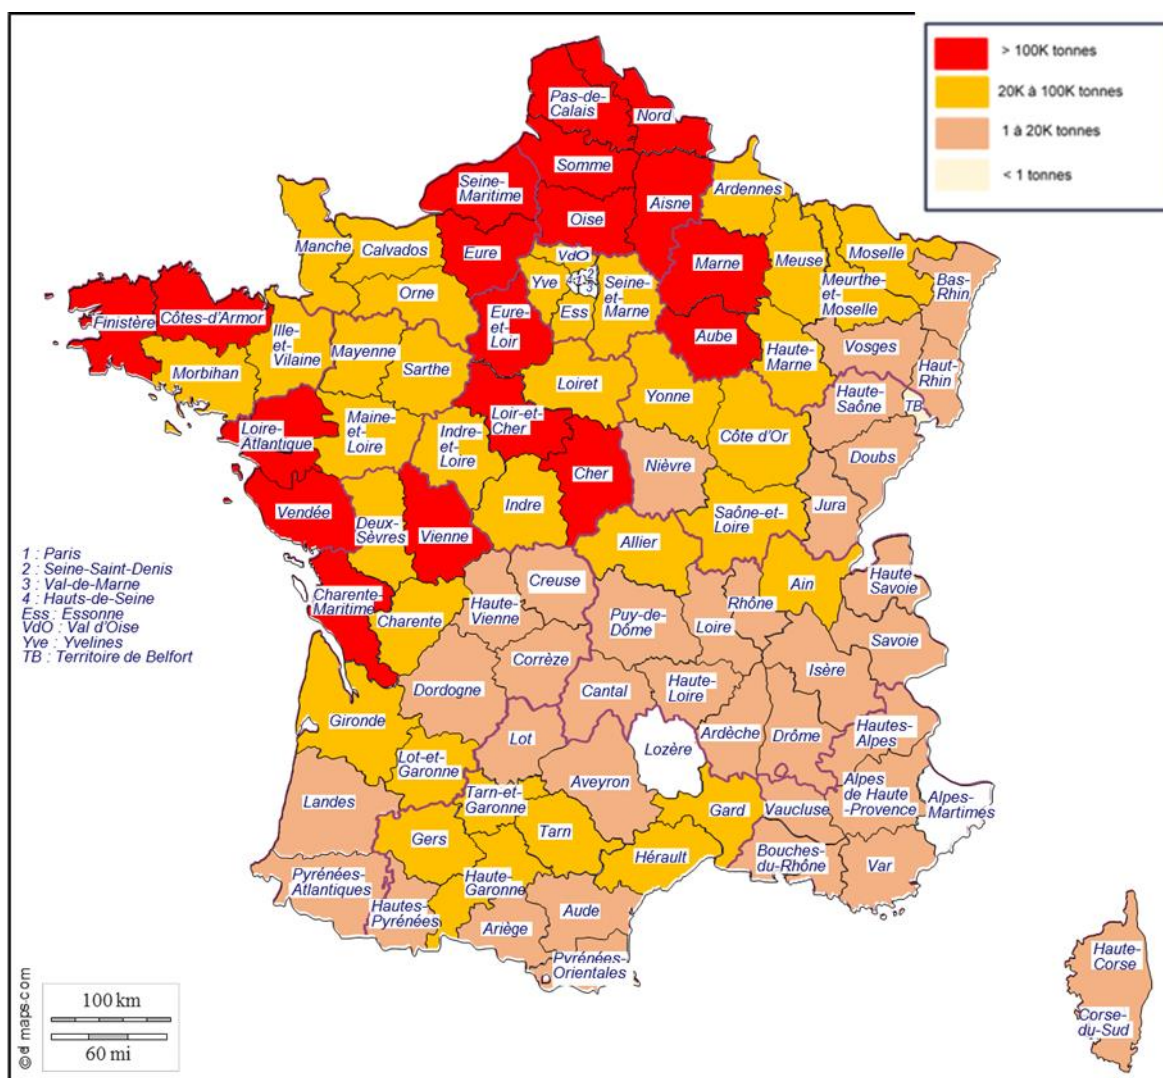 > 100K tonnes
20K à 100K tonnes
1 à 20K tonnes
< 1 tonnes
Pas-de-
Calais
Nord
Somme
Seine-
Maritime
Aisne
Oise
Ardennes
Eure
VdO
Manche
Calvados
Marne
Meuse
Moselle
Meurthe-
et-
Moselle
Bas-
Rhin
Yve
1
2
3
4
Seine-
et-
Marne
Ess
Orne
Finistère
Côtes-d'Armor
Ille-
et-
Vilaine
Eure-
et-
Loir
Aube
Haute-
Marne
Vosges
Haut-
Rhin
Morbihan
Mayenne
Sarthe
Loiret
Yonne
Haute-
Saône
TB
Loire-
Atlantique
Maine-
et-
Loire
Indre-
et-
Loire
Loir-et-
Cher
Côte d'Or
Doubs
Cher
Nièvre
Jura
Vendée
Deux-
Sèvres
Vienne
Indre
Saône-et-
Loire
Allier
Ain
Haute
Savoie
1 : Paris
2 : Seine-Saint-Denis
3 : Val-de-Marne
4 : Hauts-de-Seine
Ess : Essonne
VdO : Val d'Oise
Yve : Yvelines
TB : Territoire de Belfort
Charente-
Maritime
Charente
Haute-
Vienne
Creuse
Puy-de-
Dôme
Loire
Rhône
Savoie
Isère
Corrèze
Dordogne
Cantal
Haute-
Loire
Gironde
Lot
Lozère
Ardèche
Drôme
Hautes-
Alpes
Lot-et-
Garonne
Aveyron
Landes
Tarn-et-
Garonne
Gard
Vaucluse
Alpes
de Haute
-Provence
Alpes-
Martimes
Gers
Tarn
Hérault
Bouches-
du-Rhône
Var
Pyrénées-
Atlantiques
Haute-
Garonne
Hautes-
Pyrénées
Ariège
Aude
Pyrénées-
Orientales
Haute-
Corse
Corse-
du-Sud
100 km
60 mi
© d maps.com